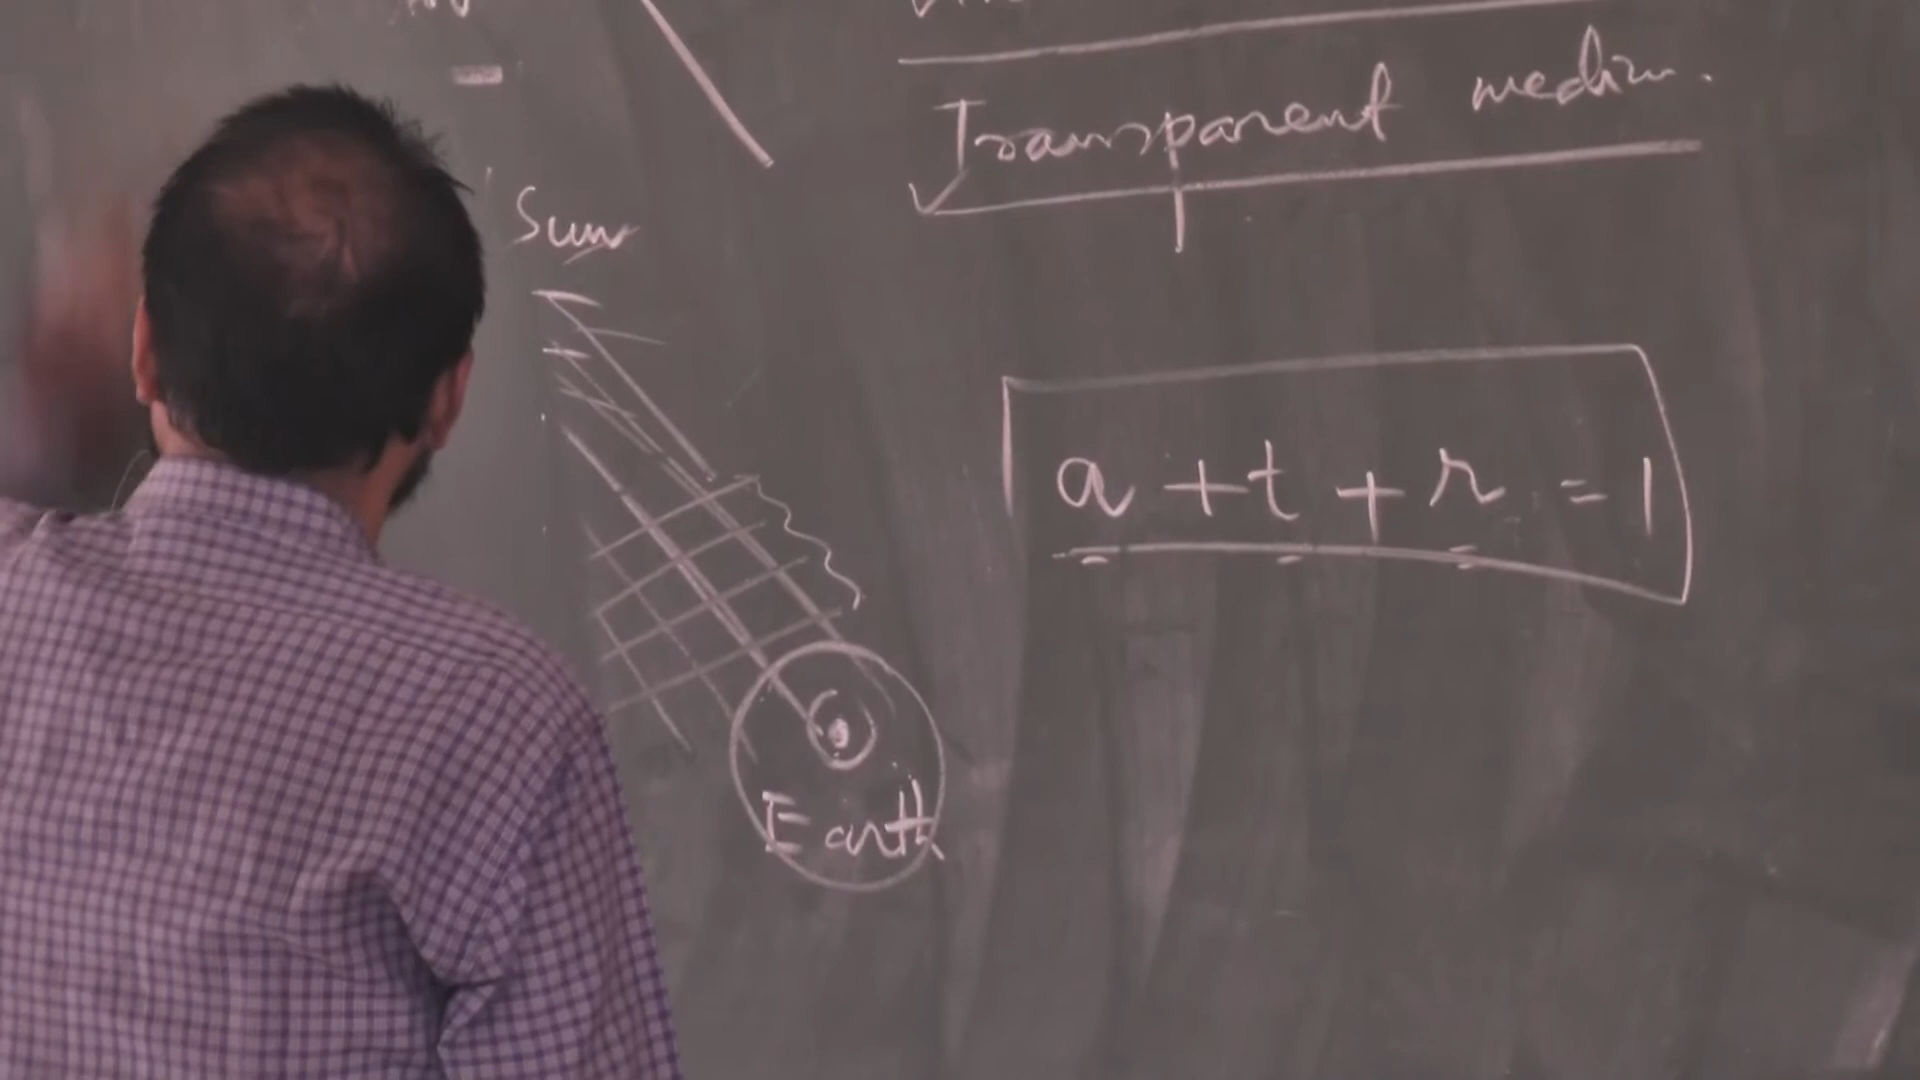 Transparent medium.
Sun
a + t + r = 1
Earth